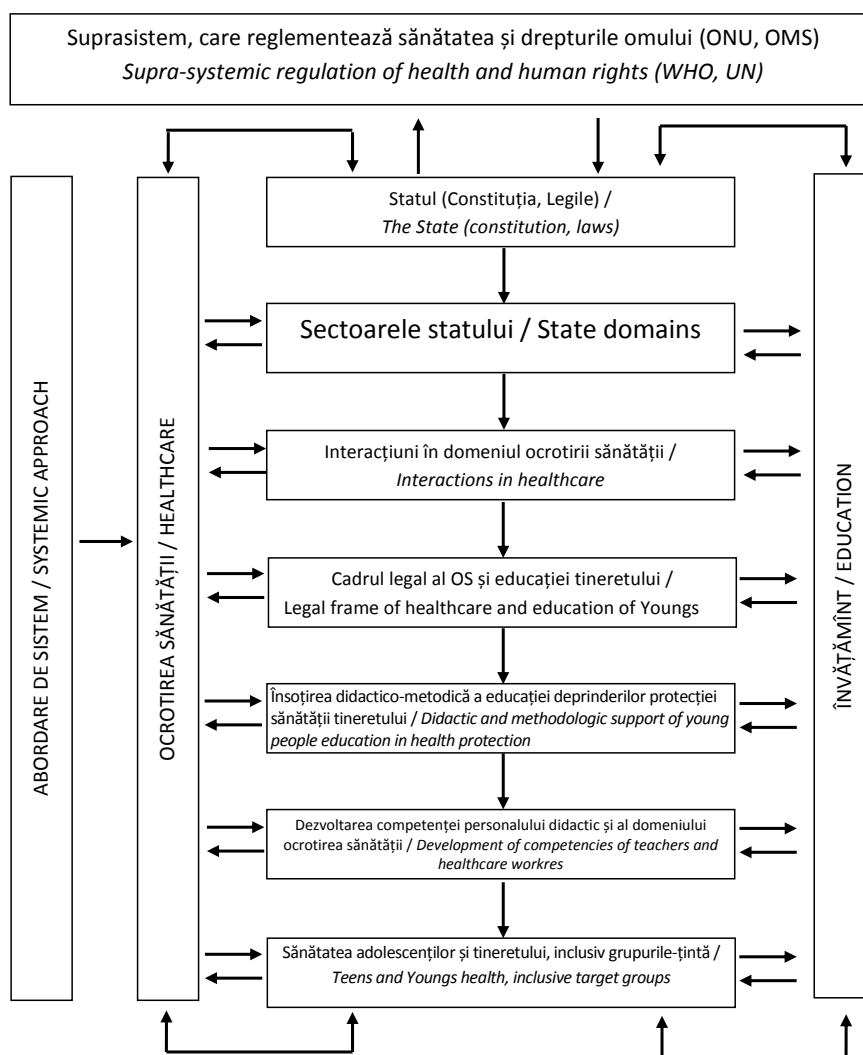 Suprasistem, care reglementează sănătatea și drepturile omului (ONU, OMS)
Supra-systemic regulation of health and human rights (WHO, UN)
ABORDARE DE SISTEM / SYSTEMIC APPROACH
OCROTIREA SĂNĂTĂȚII / HEALTHCARE
Statul (Constituția, Legile) /
The State (constitution, laws)
Sectoarele statului / State domains
Interacțiuni în domeniul ocrotirii sănătății /
Interactions in healthcare
Cadrul legal al OS și educației tineretului /
Legal frame of healthcare and education of Youngs
Însoțirea didactico-metodică a educației deprinderilor protecției
sănătății tineretului / Didactic and methodologic support of young
people education in health protection
Dezvoltarea competenței personalului didactic și al domeniului
ocrotirea sănătății / Development of competencies of teachers and
healthcare workres
Sănătatea adolescenților și tineretului, inclusiv grupurile-țintă /
Teens and Youngs health, inclusive target groups
ÎNVĂȚĂMÎNT / EDUCATION